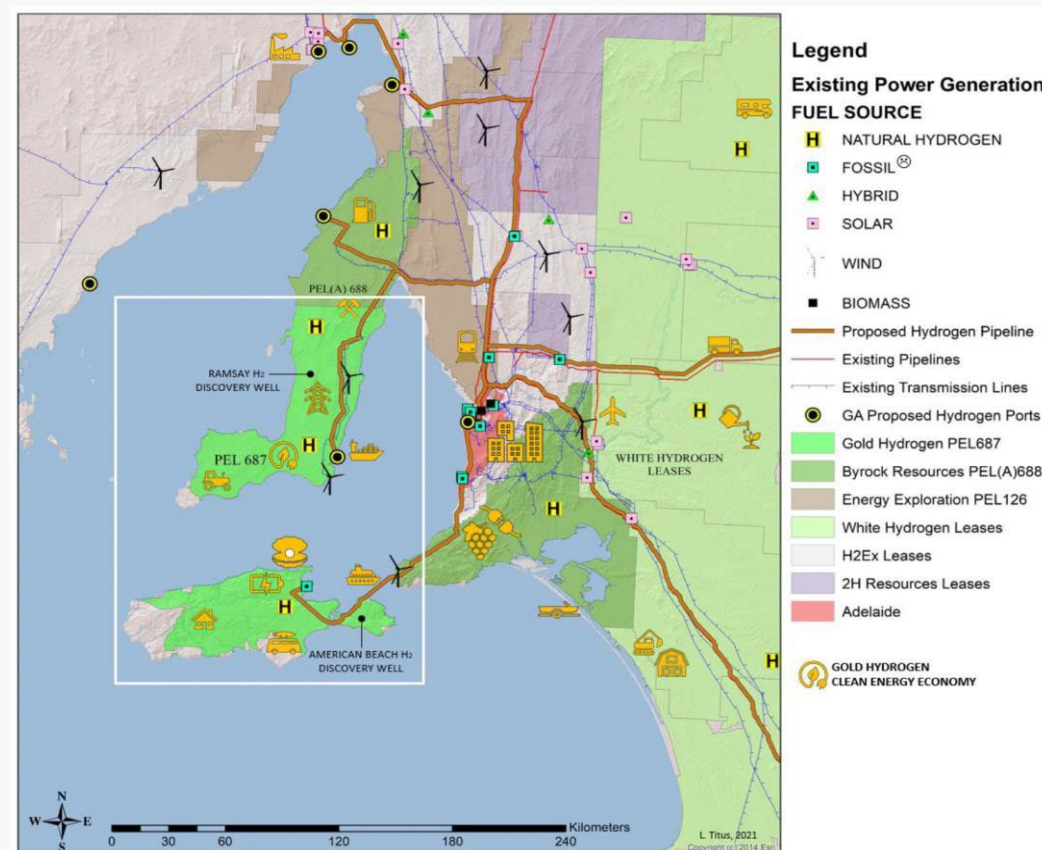 PEL(A) 688
RAMSAY H2
DISCOVERY WELL
PEL 687
WHITE HYDROGEN
LEASES
AMERICAN BEACH H2
DISCOVERY WELL
H
H
H
H
H
H
H
H
N
W
E
S
0
30
60
120
180
240
Kilometers
L. Titus, 2021
Copyright (c) 2014 Esri
Legend
Existing Power Generation
FUEL SOURCE
H NATURAL HYDROGEN
FOSSIL
HYBRID
SOLAR
WIND
BIOMASS
Proposed Hydrogen Pipeline
Existing Pipelines
Existing Transmission Lines
GA Proposed Hydrogen Ports
Gold Hydrogen PEL687
Byrock Resources PEL(A)688
Energy Exploration PEL126
White Hydrogen Leases
H2Ex Leases
2H Resources Leases
Adelaide
GOLD HYDROGEN
CLEAN ENERGY ECONOMY